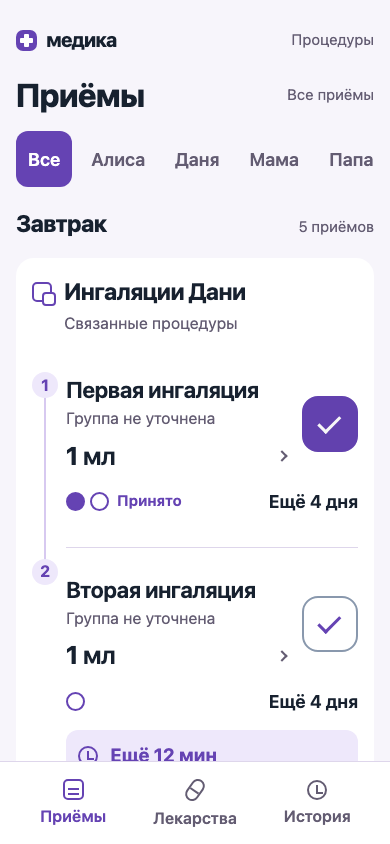 медика
Процедуры
Приёмы
Все приёмы
Все Алиса Даня Мама Папа
Завтрак
5 приёмов
Ингаляции Дани
Связанные процедуры
1
Первая ингаляция
Группа не уточнена
1 мл
Принято
Ещё 4 дня
2
Вторая ингаляция
Группа не уточнена
1 мл
Ещё 4 дня
Ещё 12 мин
Приёмы Лекарства История